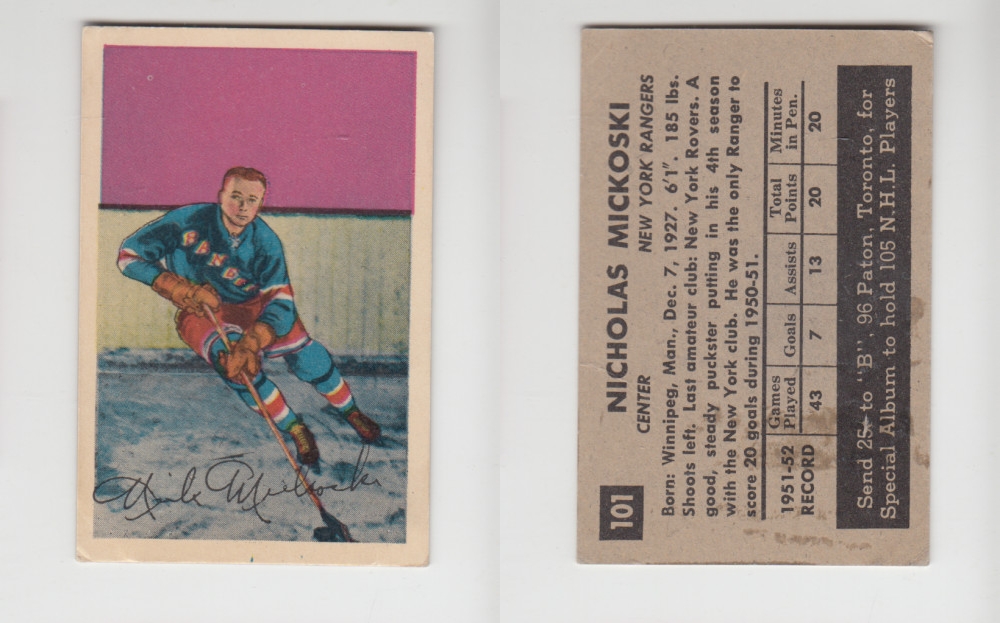 RANGERS
Nick Mickoski
101
NICHOLAS MICKOSKI
CENTER NEW YORK RANGERS
Born: Winnipeg, Man., Dec. 7, 1927. 6'1". 185 lbs.
Shoots left. Last amateur club: New York Rovers. A
good, steady puckster putting in his 4th season
with the New York club. He was the only Ranger to
score 20 goals during 1950-51.
1951-52 Games Goals Assists Total Minutes
RECORD Played Points in Pen.
43 7 13 20 20
Send 25¢ to "B", 96 Paton, Toronto, for
Special Album to hold 105 N.H.L. Players